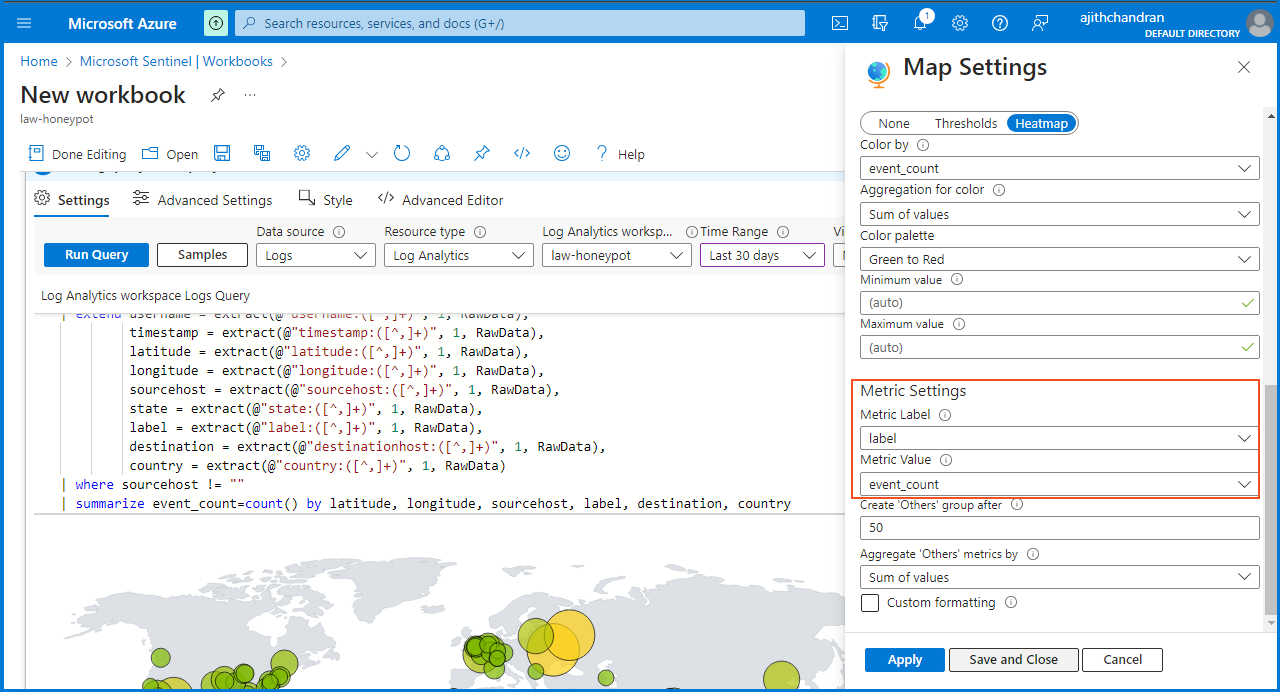 Microsoft Azure
Search resources, services, and docs (G+/)
1
ajithchandran
DEFAULT DIRECTORY
Home > Microsoft Sentinel | Workbooks >
New workbook
...
law-honeypot
Done Editing
Open
? Help
Settings
Advanced Settings
Style
</> Advanced Editor
Data source
Resource type
Log Analytics worksp...
Time Range
Vi
Run Query
Samples
Logs
Log Analytics
law-honeypot
Last 30 days
Log Analytics workspace Logs Query
| extend username = extract(@"username:([^,]+)", 1, RawData),
timestamp = extract(@"timestamp:([^,]+)", 1, RawData),
latitude = extract(@"latitude:([^,]+)", 1, RawData),
longitude = extract(@"longitude:([^,]+)", 1, RawData),
sourcehost = extract(@"sourcehost:([^,]+)", 1, RawData),
state = extract(@"state:([^,]+)", 1, RawData),
label = extract(@"label:([^,]+)", 1, RawData),
destination = extract(@"destinationhost:([^,]+)", 1, RawData),
country = extract(@"country:([^,]+)", 1, RawData)
| where sourcehost != ""
| summarize event_count=count() by latitude, longitude, sourcehost, label, destination, country
Map Settings
None
Thresholds
Heatmap
Color by
event_count
Aggregation for color
Sum of values
Color palette
Green to Red
Minimum value
(auto)
Maximum value
(auto)
Metric Settings
Metric Label
label
Metric Value
event_count
Create 'Others' group after
50
Aggregate 'Others' metrics by
Sum of values
Custom formatting
Apply
Save and Close
Cancel